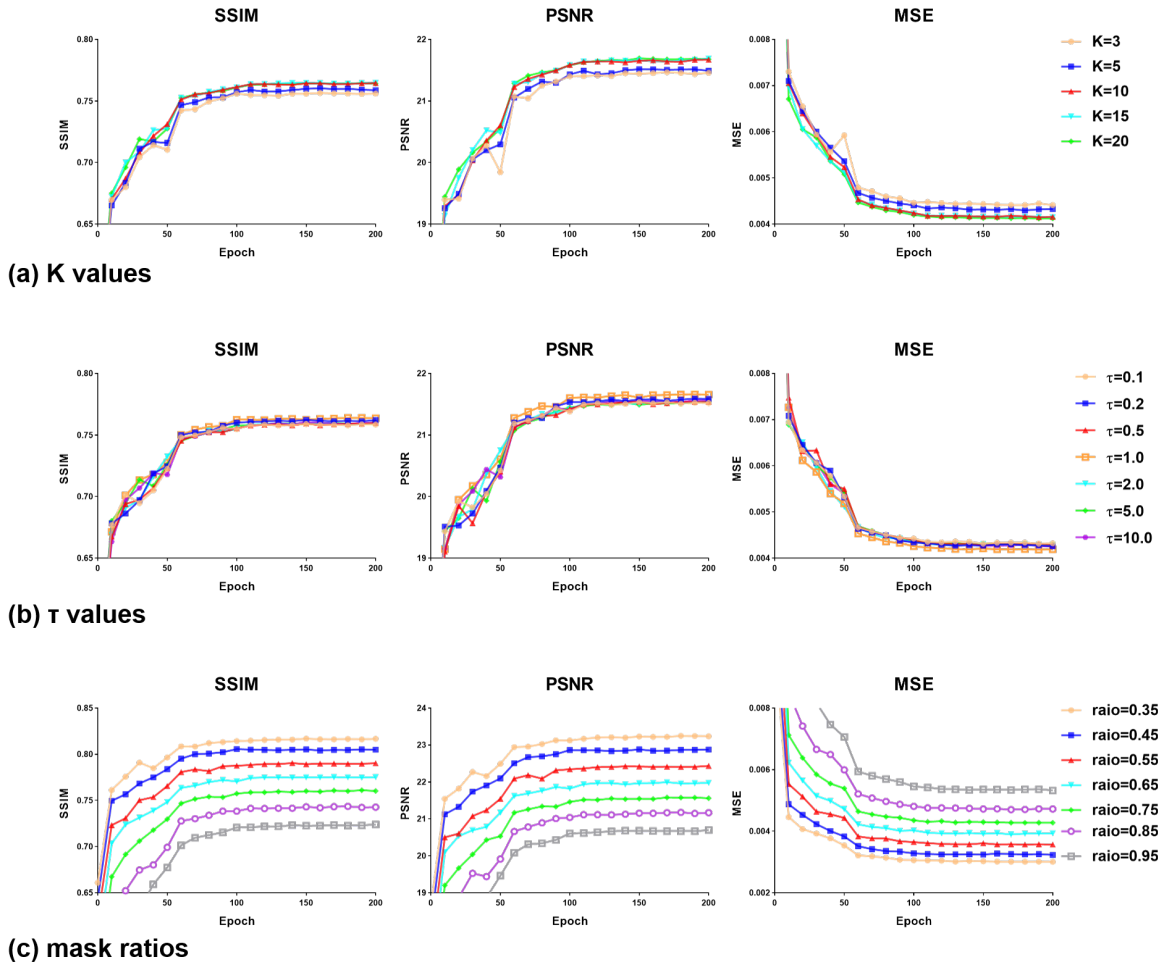 SSIM PSNR MSE
0.80 22 0.008
K=3
K=5
0.75 21 0.007
K=10
SSIM PSNR MSE
0.006
K=15
0.70 20
K=20
0.005
0.65 19 0.004
0 50 100 150 200 0 50 100 150 200 0 50 100 150 200
Epoch Epoch Epoch
(a) K values
SSIM PSNR MSE
0.80 22 0.008
τ=0.1
τ=0.2
0.75 21 0.007
τ=0.5
τ=1.0
SSIM PSNR MSE
0.006
τ=2.0
0.70 20
τ=5.0
0.005
τ=10.0
0.65 19 0.004
0 50 100 150 200 0 50 100 150 200 0 50 100 150 200
Epoch Epoch Epoch
(b) τ values
SSIM PSNR MSE
0.85 24 0.008
raio=0.35
23
raio=0.45
0.80
raio=0.55
22 0.006
raio=0.65
SSIM PSNR MSE
0.75
21
raio=0.75
0.004
raio=0.85
0.70 20
raio=0.95
0.65 19 0.002
0 50 100 150 200 0 50 100 150 200 0 50 100 150 200
Epoch Epoch Epoch
(c) mask ratios